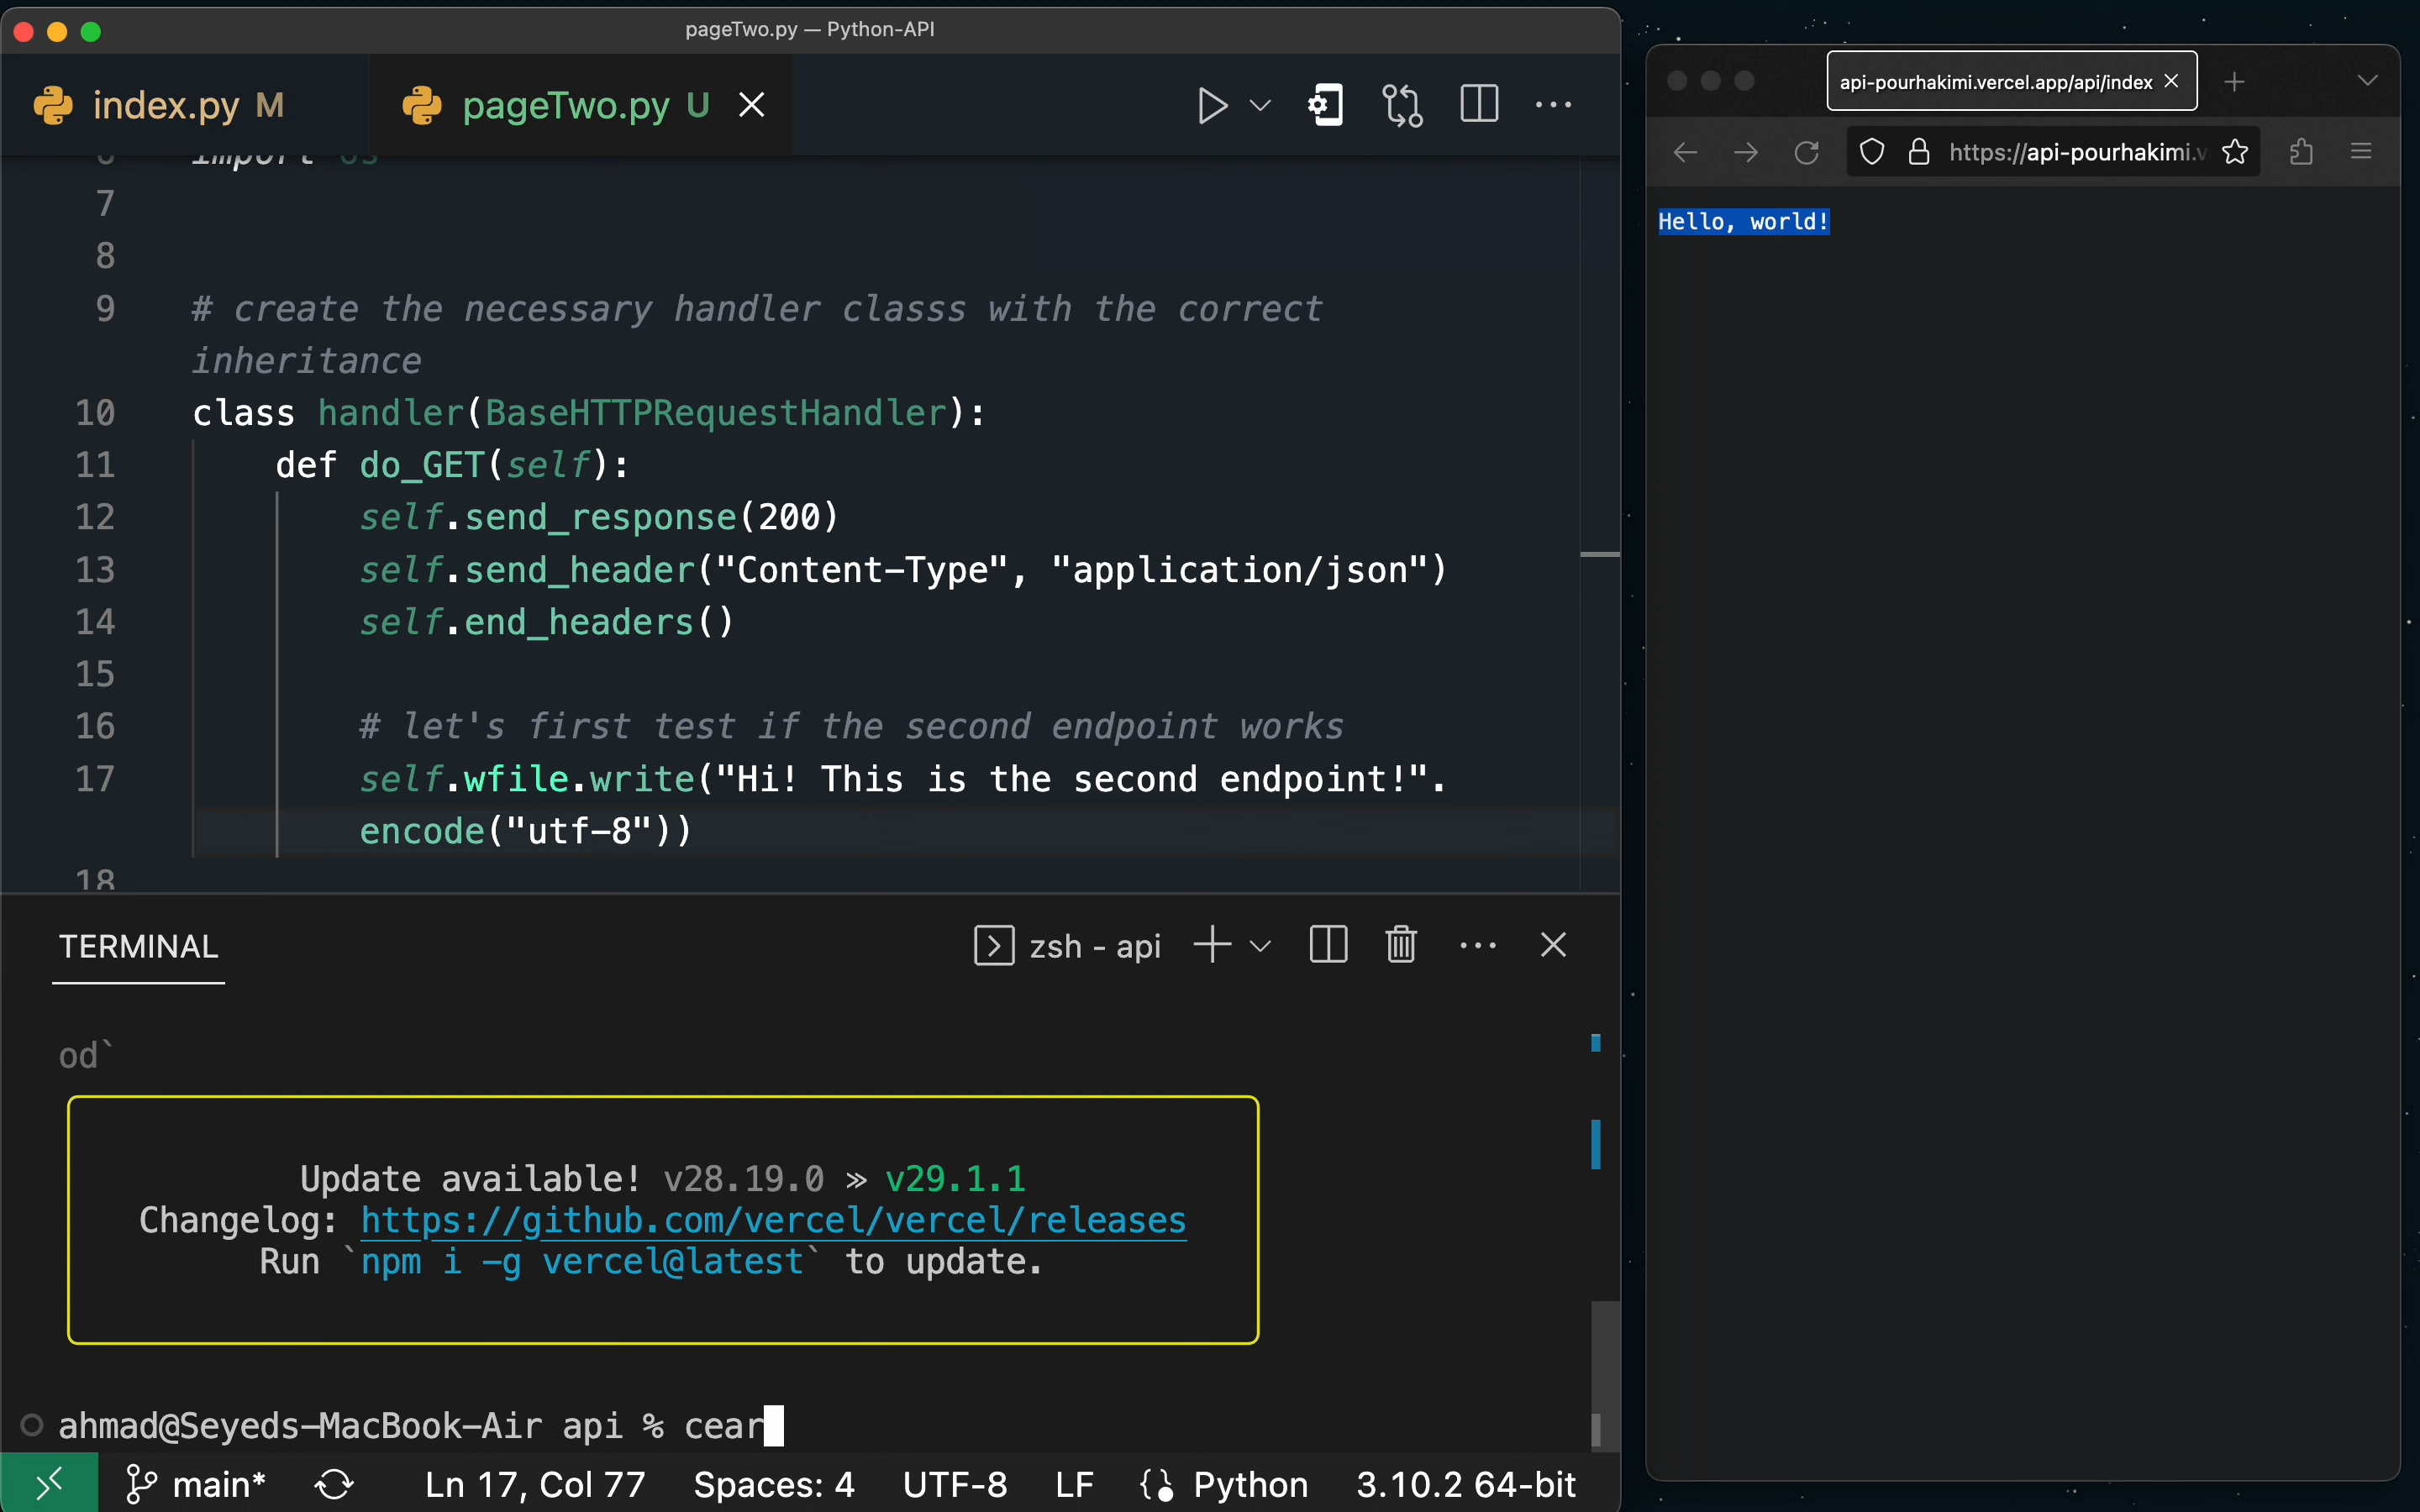 pageTwo.py — Python-API
index.py M
pageTwo.py U
import os
7
8
9 # create the necessary handler classs with the correct
inheritance
10 class handler(BaseHTTPRequestHandler):
11 def do_GET(self):
12 self.send_response(200)
13 self.send_header("Content-Type", "application/json")
14 self.end_headers()
15
16 # let's first test if the second endpoint works
17 self.wfile.write("Hi! This is the second endpoint!".
encode("utf-8"))
18
TERMINAL
zsh - api
od`
Update available! v28.19.0 » v29.1.1
Changelog: https://github.com/vercel/vercel/releases
Run `npm i -g vercel@latest` to update.
ahmad@Seyeds-MacBook-Air api % cear
main* Ln 17, Col 77 Spaces: 4 UTF-8 LF Python 3.10.2 64-bit
api-pourhakimi.vercel.app/api/index
https://api-pourhakimi.v
Hello, world!